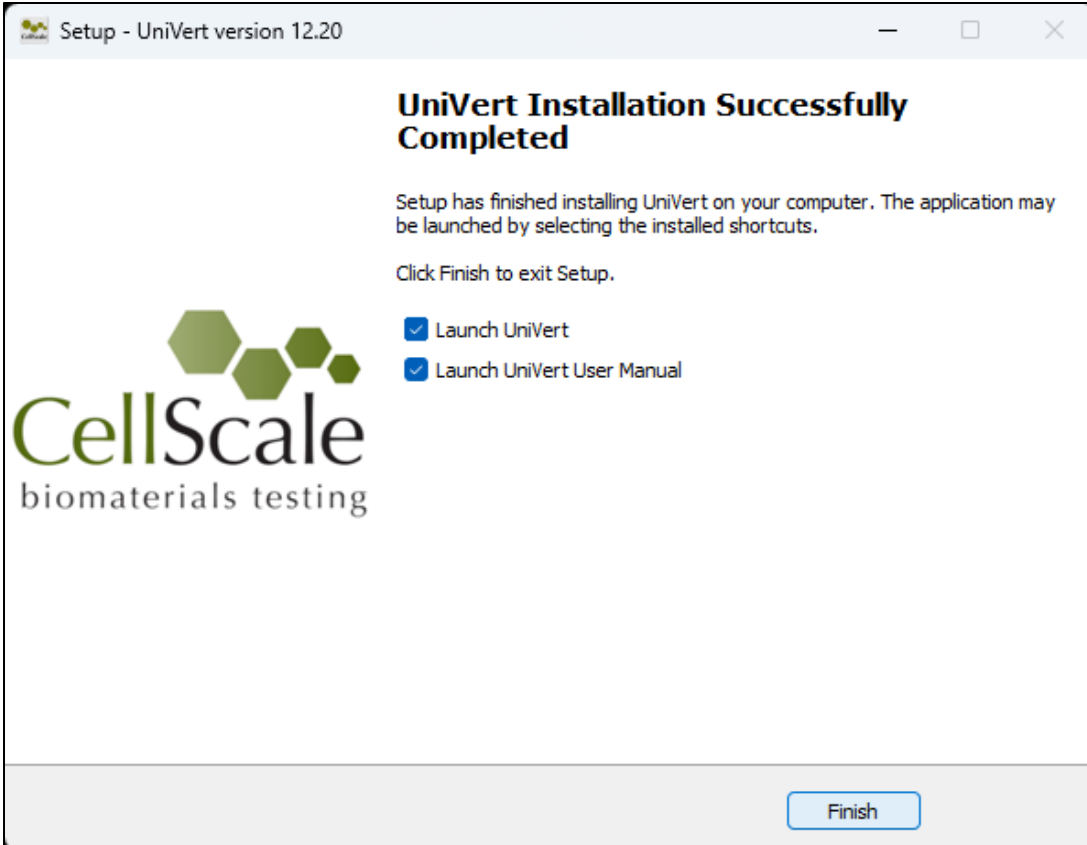 Setup - UniVert version 12.20
UniVert Installation Successfully
Completed
Setup has finished installing UniVert on your computer. The application may
be launched by selecting the installed shortcuts.
Click Finish to exit Setup.
Launch UniVert
Launch UniVert User Manual
CellScale
biomaterials testing
Finish